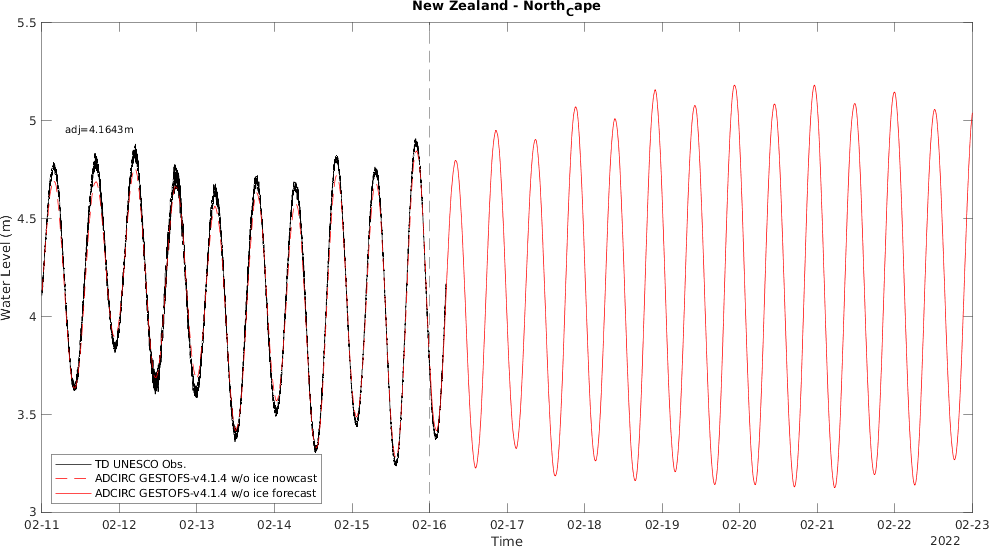 New Zealand - North_Cape
5.5
5
4.5
4
3.5
3
Water Level (m)
adj=4.1643m
TD UNESCO Obs.
ADCIRC GESTOFS-v4.1.4 w/o ice nowcast
ADCIRC GESTOFS-v4.1.4 w/o ice forecast
02-11 02-12 02-13 02-14 02-15 02-16 02-17 02-18 02-19 02-20 02-21 02-22 02-23
Time
2022